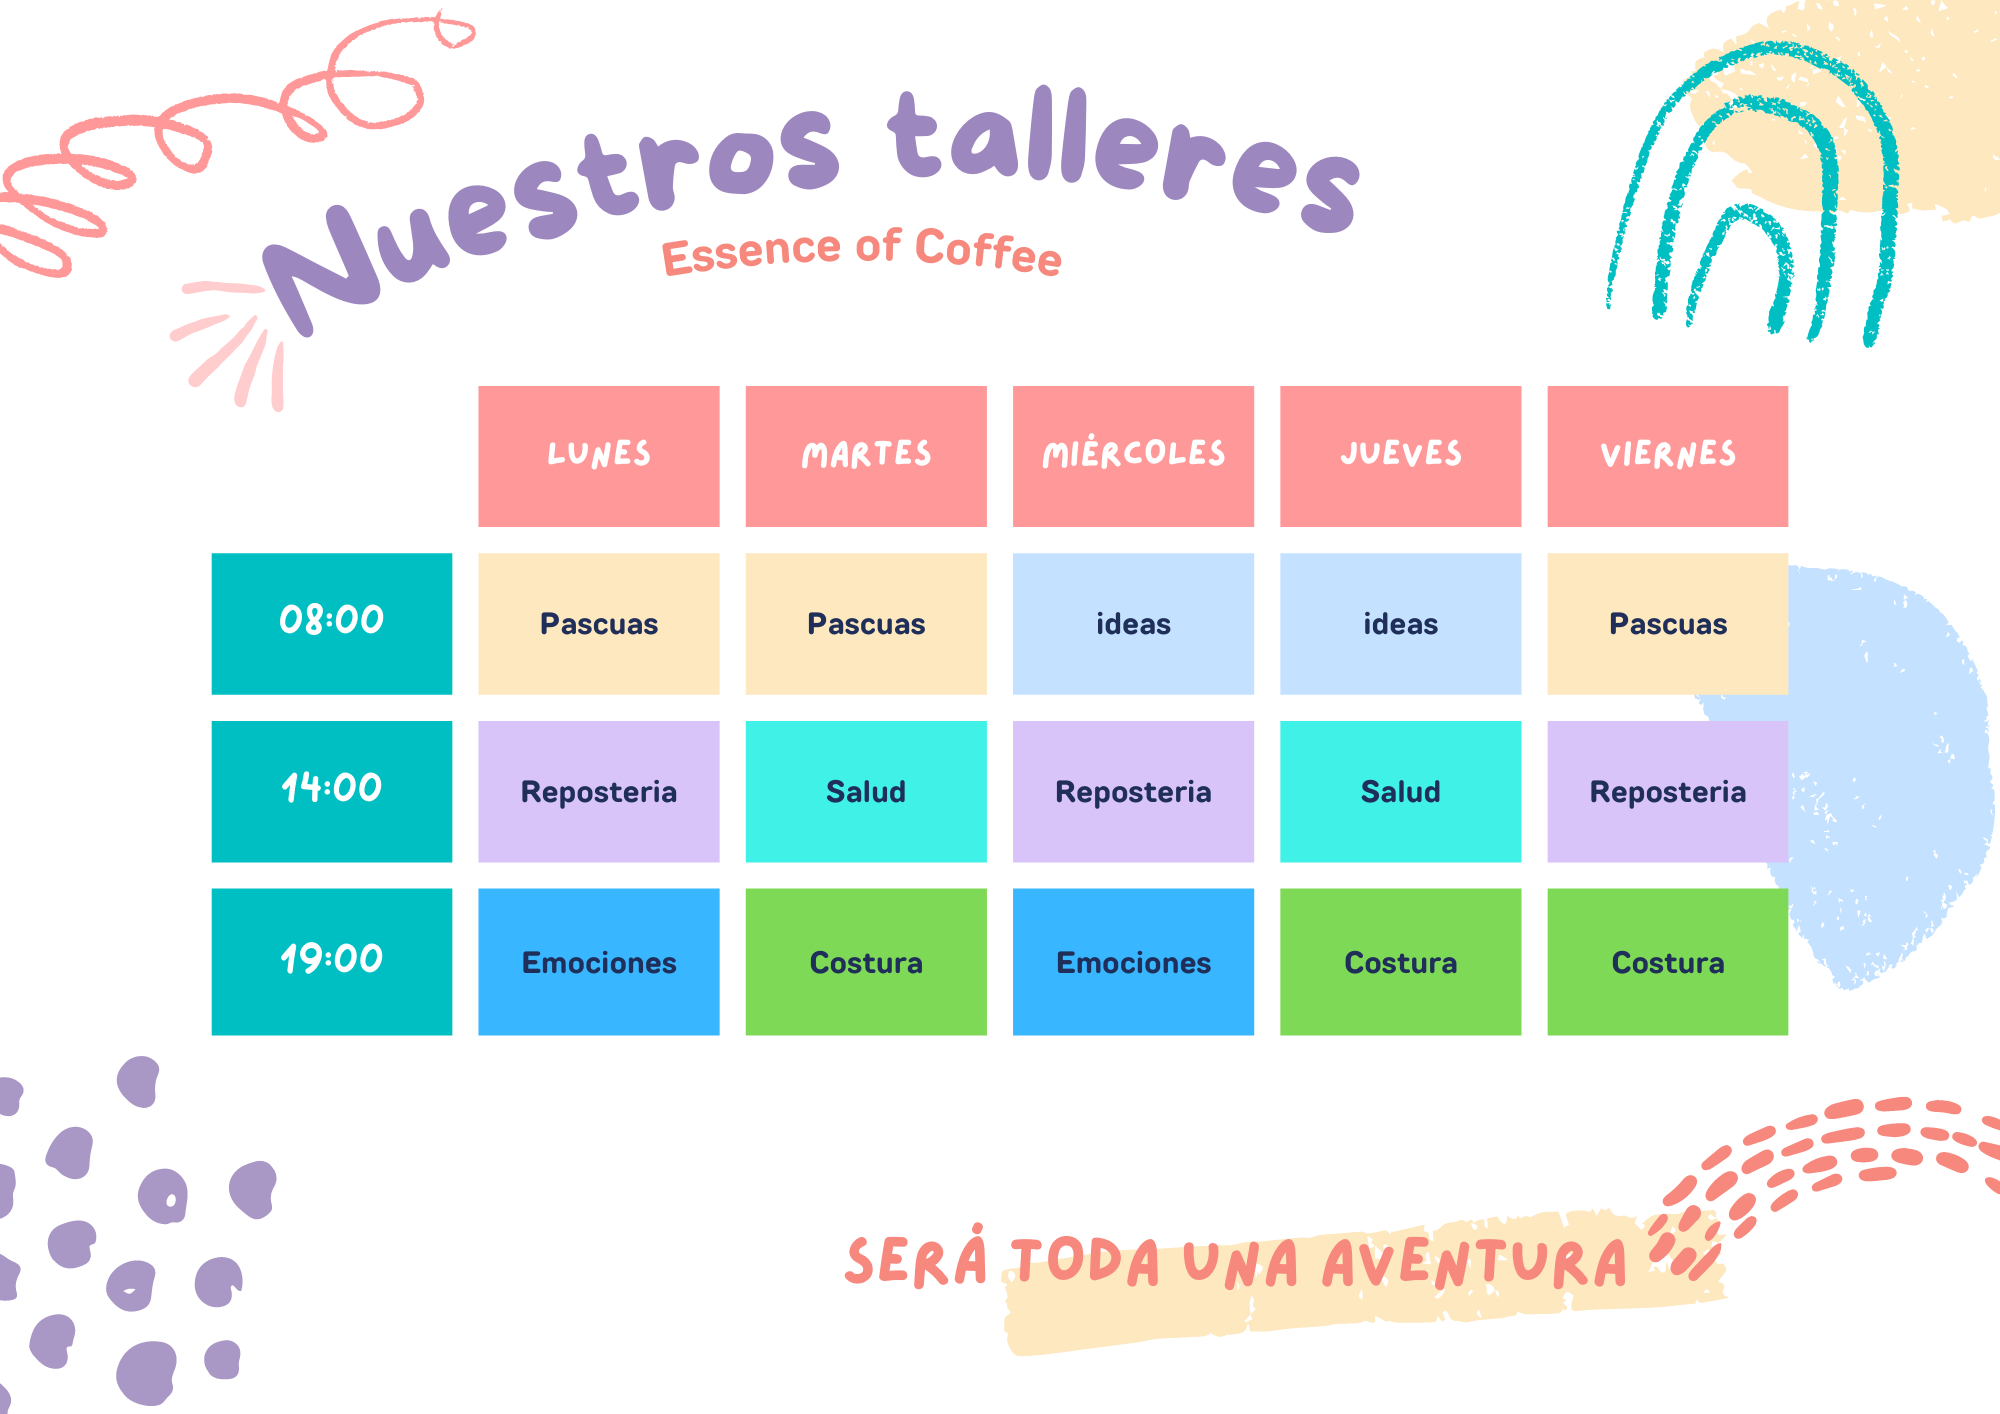 Nuestros talleres
Essence of Coffee
LUNES MARTES MIÉRCOLES JUEVES VIERNES
08:00 Pascuas Pascuas ideas ideas Pascuas
14:00 Reposteria Salud Reposteria Salud Reposteria
19:00 Emociones Costura Emociones Costura Costura
SERÁ TODA UNA AVENTURA